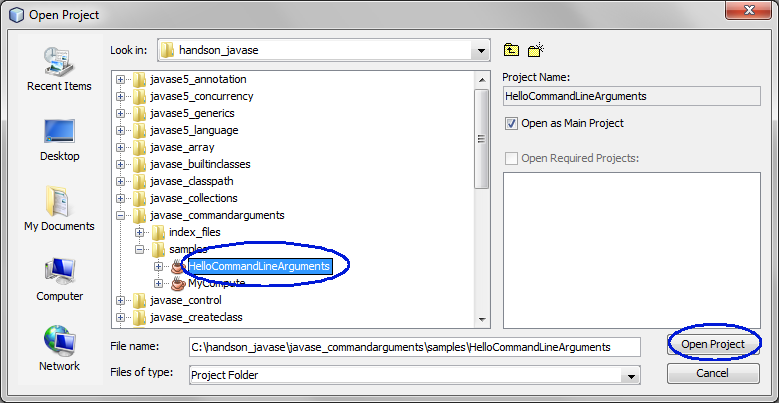 Open Project
Look in:
handson_javase
Recent Items
Desktop
My Documents
Computer
Network
javase5_annotation
javase5_concurrency
javase5_generics
javase5_language
javase_array
javase_builtinclasses
javase_classpath
javase_collections
javase_commandarguments
index_files
samples
HelloCommandLineArguments
MyCompute
javase_control
javase_createclass
Project Name:
HelloCommandLineArguments
Open as Main Project
Open Required Projects:
File name:
C:\handson_javase\javase_commandarguments\samples\HelloCommandLineArguments
Open Project
Files of type:
Project Folder
Cancel